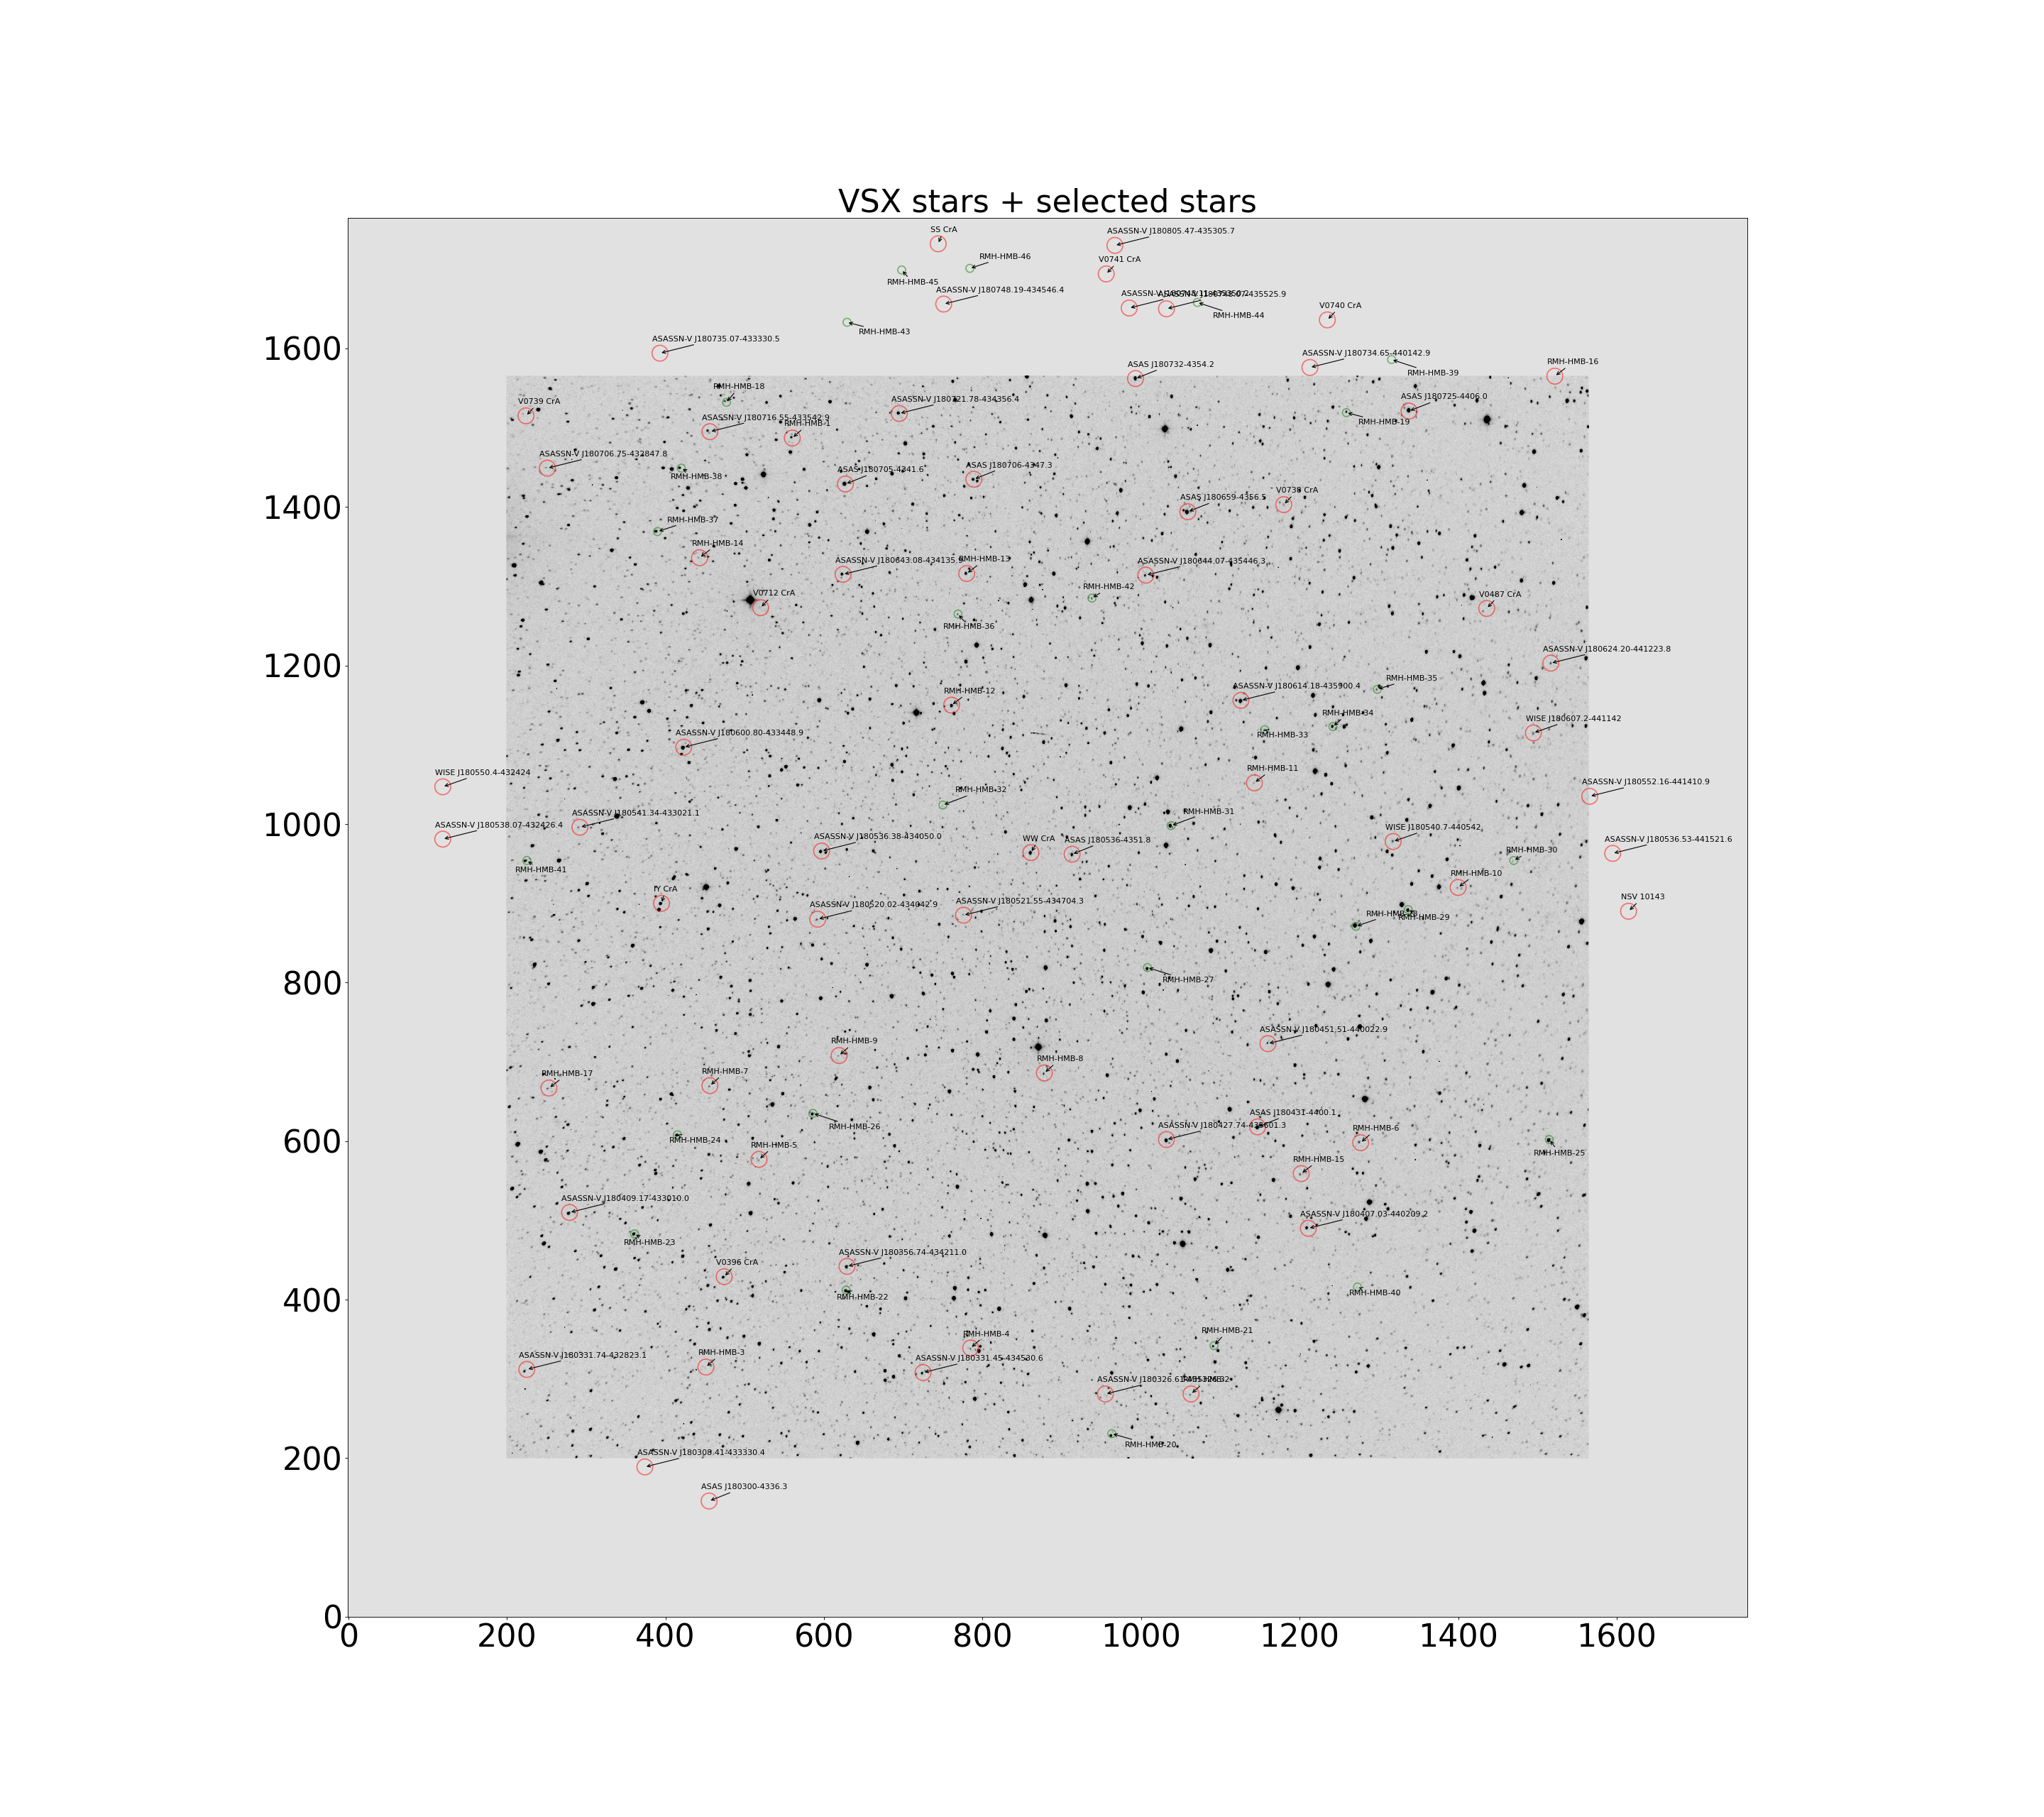 VSX stars + selected stars
SS CrA
ASASSN-V J180805.47-435305.7
RMH-HMB-46
V0741 CrA
RMH-HMB-45
ASASSN-V J180748.19-434546.4
RMH-HMB-44
V0740 CrA
RMH-HMB-43
ASASSN-V J180735.07-433330.5
1600
ASASSN-V J180734.65-440142.9
ASAS J180732-4354.2
RMH-HMB-16
RMH-HMB-39
RMH-HMB-18
V0739 CrA
ASASSN-V J180721.78-434356.4
ASAS J180725-4406.0
ASASSN-V J180716.55-433542.9
RMH-HMB-1
RMH-HMB-19
ASASSN-V J180706.75-432847.8
ASAS J180705-4341.6
ASAS J180706-4347.3
RMH-HMB-38
V0738 CrA
ASAS J180659-4356.5
1400
RMH-HMB-37
RMH-HMB-14
ASASSN-V J180643.08-434135.9
RMH-HMB-13
ASASSN-V J180644.07-435446.3
RMH-HMB-42
V0712 CrA
V0487 CrA
RMH-HMB-36
1200
ASASSN-V J180624.20-441223.8
RMH-HMB-35
RMH-HMB-12
ASASSN-V J180614.18-435900.4
RMH-HMB-34
WISE J180607.2-441142
ASASSN-V J180600.80-433448.9
RMH-HMB-33
WISE J180550.4-432424
RMH-HMB-11
ASASSN-V J180552.16-441410.9
RMH-HMB-32
1000
ASASSN-V J180541.34-433021.1
RMH-HMB-31
ASASSN-V J180538.07-432426.4
ASASSN-V J180536.38-434050.0
WW CrA
ASAS J180536-4351.8
WISE J180540.7-440542
ASASSN-V J180536.53-441521.6
RMH-HMB-30
RMH-HMB-41
RMH-HMB-10
IY CrA
NSV 10143
ASASSN-V J180520.02-434042.9
ASASSN-V J180521.55-434704.3
RMH-HMB-29
800
RMH-HMB-27
ASASSN-V J180451.51-440022.9
RMH-HMB-9
RMH-HMB-8
RMH-HMB-17
RMH-HMB-7
RMH-HMB-26
ASAS J180431-4400.1
600
RMH-HMB-24
RMH-HMB-5
ASASSN-V J180427.74-435601.3
RMH-HMB-6
RMH-HMB-25
RMH-HMB-15
ASASSN-V J180409.17-433010.0
ASASSN-V J180407.03-440209.2
RMH-HMB-23
ASASSN-V J180356.74-434211.0
V0396 CrA
400
RMH-HMB-22
RMH-HMB-40
RMH-HMB-21
RMH-HMB-4
RMH-HMB-3
ASASSN-V J180331.74-432823.1
ASASSN-V J180331.45-434530.6
200
RMH-HMB-20
ASASSN-V J180308.41-433330.4
ASAS J180300-4336.3
0
0 200 400 600 800 1000 1200 1400 1600